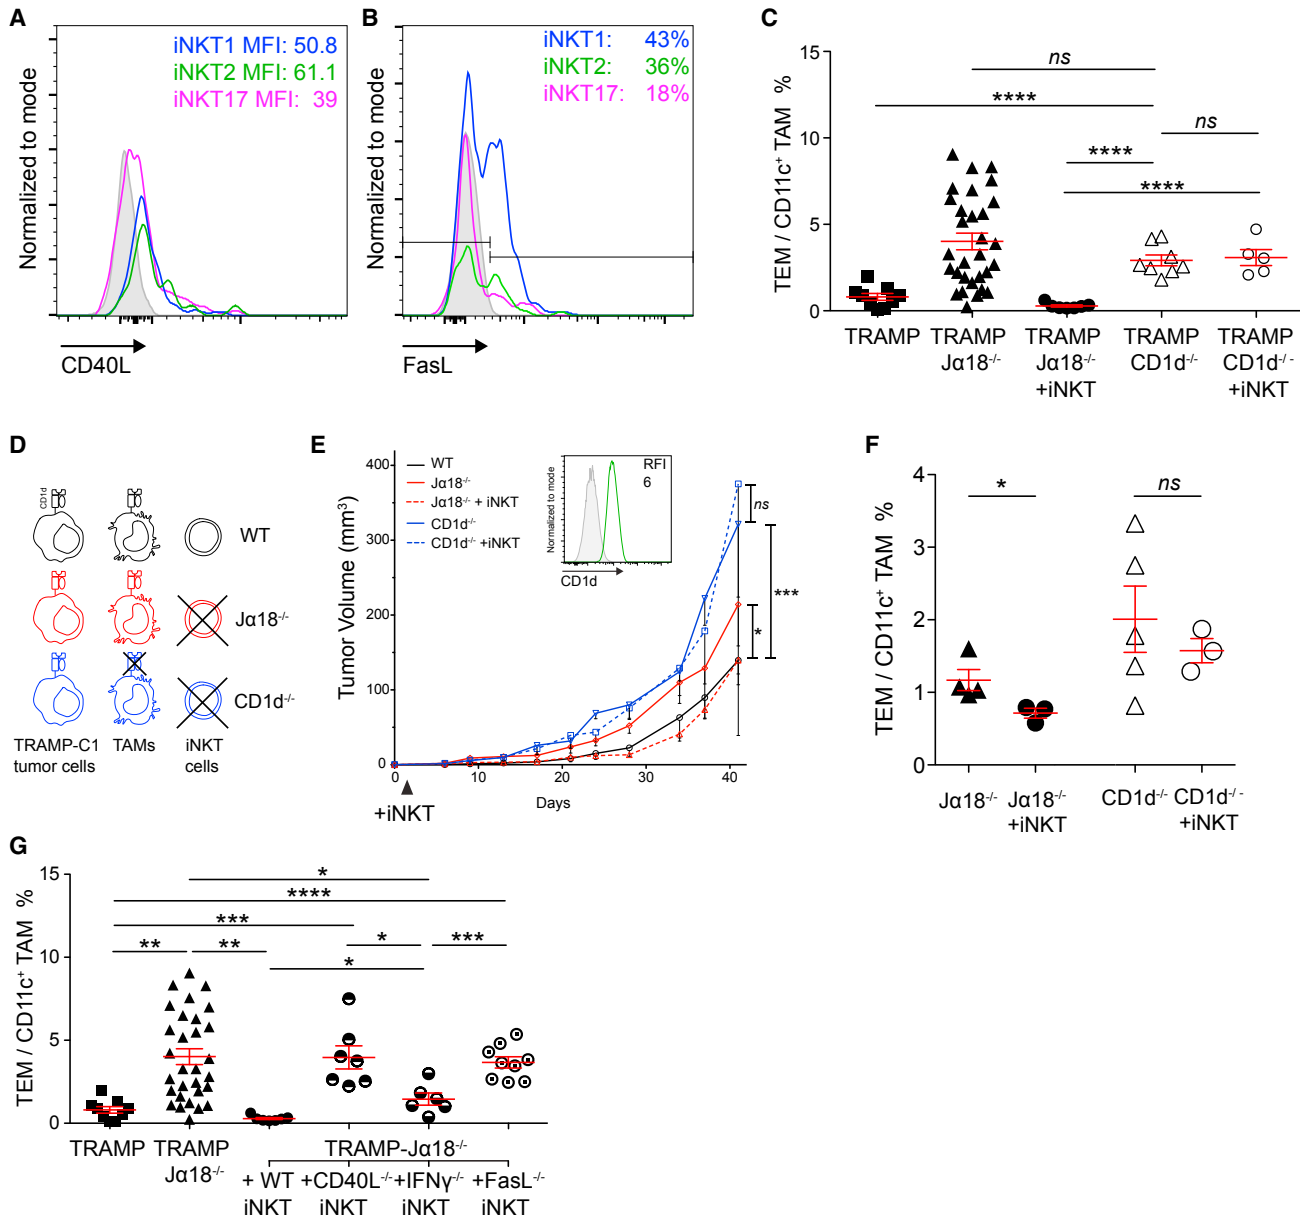 A
Normalized to mode
iNKT1 MFI: 50.8
iNKT2 MFI: 61.1
iNKT17 MFI: 39
CD40L
B
Normalized to mode
iNKT1: 43%
iNKT2: 36%
iNKT17: 18%
FasL
C
TEM / CD11c⁺ TAM %
15
10
5
0
ns
****
ns
****
****
TRAMP
TRAMP
Jα18⁻/⁻
TRAMP
Jα18⁻/⁻
+iNKT
TRAMP
CD1d⁻/⁻
TRAMP
CD1d⁻/⁻
+iNKT
D
CD1d
WT
Jα18⁻/⁻
CD1d⁻/⁻
TRAMP-C1
tumor cells
TAMs
iNKT
cells
E
Tumor Volume (mm³)
400
300
200
100
0
WT
Jα18⁻/⁻
Jα18⁻/⁻ + iNKT
CD1d⁻/⁻
CD1d⁻/⁻ +iNKT
Normalized to mode
RFI
6
CD1d
ns
***
*
0
10
20
30
40
+iNKT
Days
F
TEM / CD11c⁺ TAM %
4
3
2
1
0
*
ns
Jα18⁻/⁻
Jα18⁻/⁻
+iNKT
CD1d⁻/⁻
CD1d⁻/⁻
+iNKT
G
TEM / CD11c⁺ TAM %
15
10
5
0
*
****
***
**
**
*
***
*
TRAMP
TRAMP
Jα18⁻/⁻
TRAMP-Jα18⁻/⁻
+ WT
iNKT
+CD40L⁻/⁻
iNKT
+IFNγ⁻/⁻
iNKT
+FasL⁻/⁻
iNKT